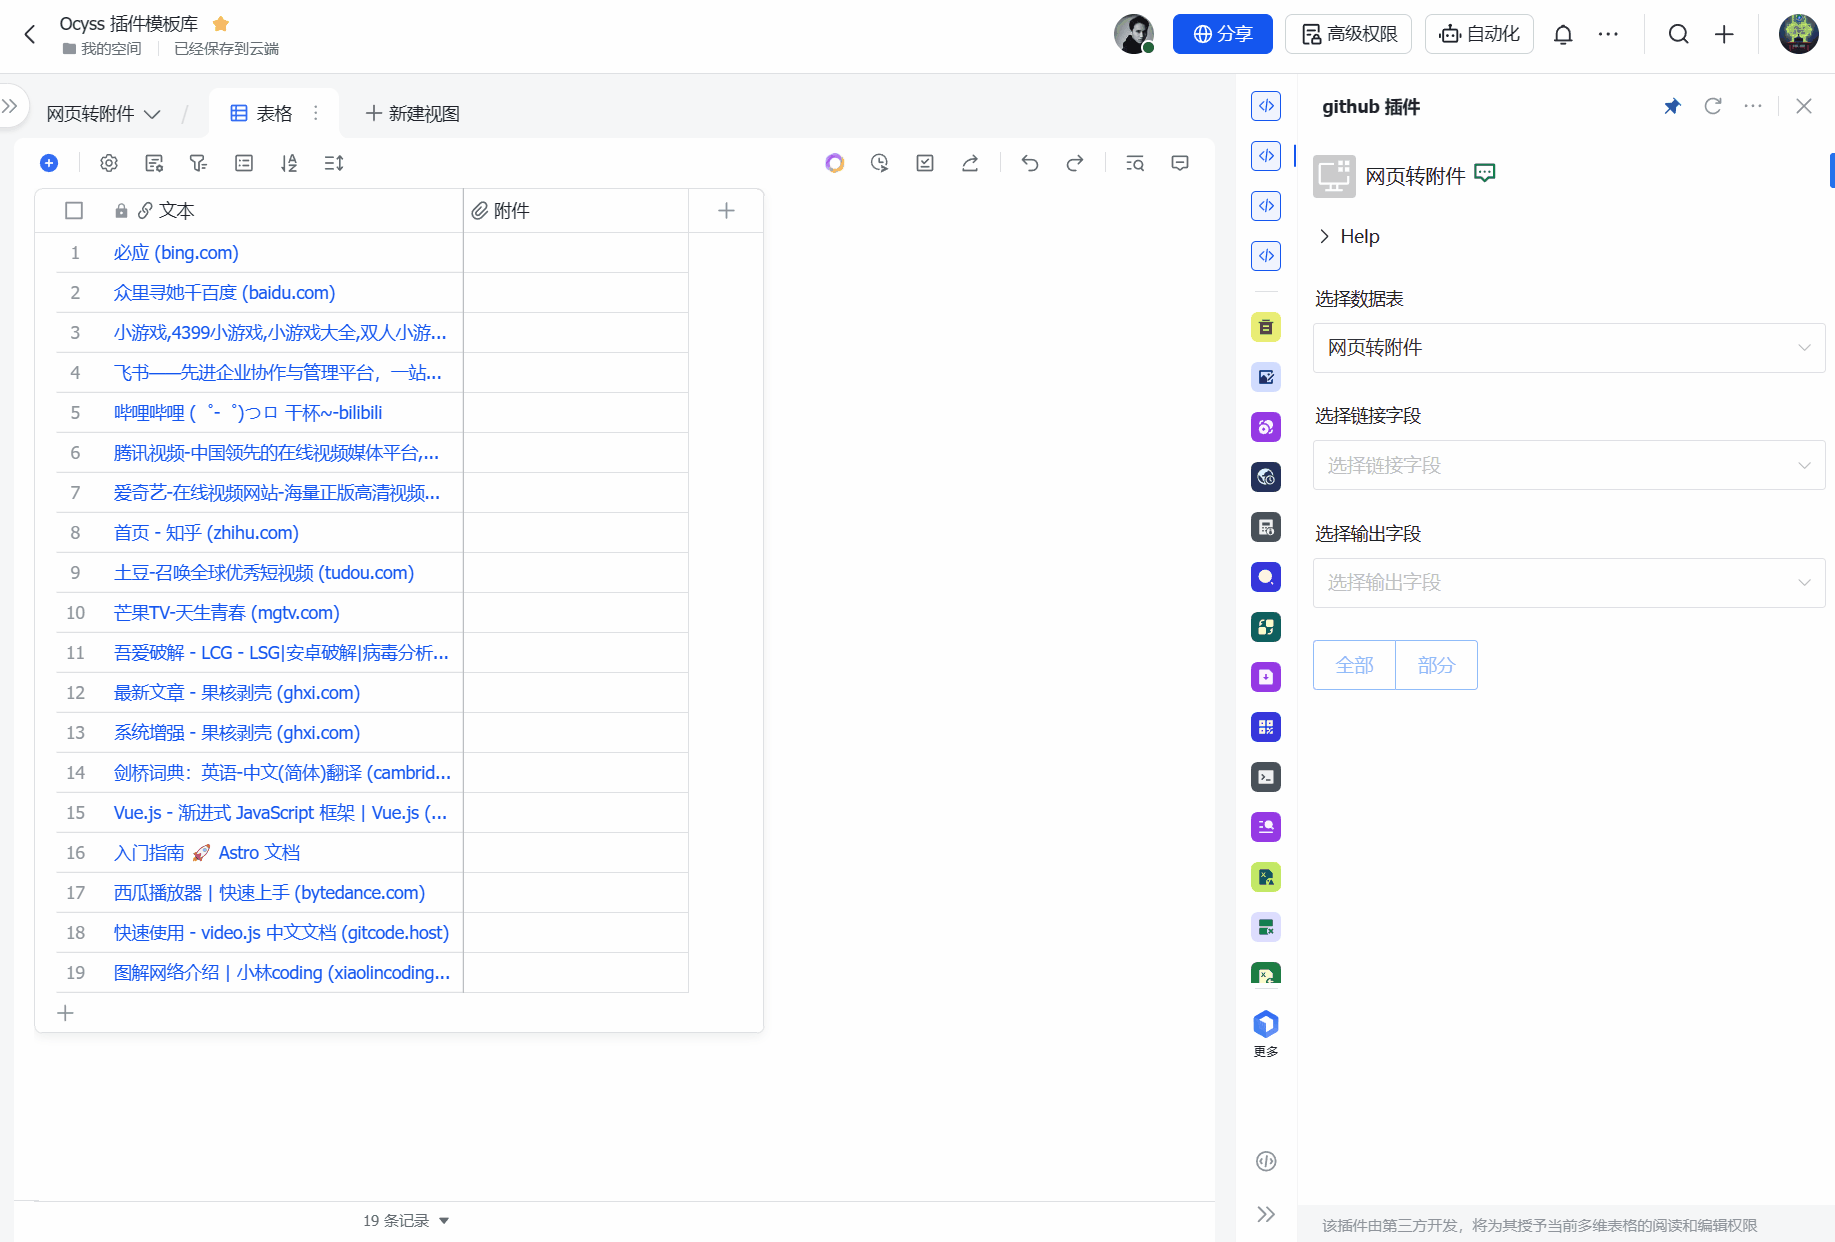 Ocyss 插件模板库
我的空间
已经保存到云端
分享
高级权限
自动化
网页转附件
表格
新建视图
文本
附件
1 必应 (bing.com)
2 众里寻她千百度 (baidu.com)
3 小游戏,4399小游戏,小游戏大全,双人小游...
4 飞书——先进企业协作与管理平台，一站...
5 哔哩哔哩 (゜-゜)つロ 干杯~-bilibili
6 腾讯视频-中国领先的在线视频媒体平台,...
7 爱奇艺-在线视频网站-海量正版高清视频...
8 首页 - 知乎 (zhihu.com)
9 土豆-召唤全球优秀短视频 (tudou.com)
10 芒果TV-天生青春 (mgtv.com)
11 吾爱破解 - LCG - LSG|安卓破解|病毒分析...
12 最新文章 - 果核剥壳 (ghxi.com)
13 系统增强 - 果核剥壳 (ghxi.com)
14 剑桥词典：英语-中文(简体)翻译 (cambrid...
15 Vue.js - 渐进式 JavaScript 框架 | Vue.js (...
16 入门指南 🚀 Astro 文档
17 西瓜播放器 | 快速上手 (bytedance.com)
18 快速使用 - video.js 中文文档 (gitcode.host)
19 图解网络介绍 | 小林coding (xiaolincoding...
19 条记录
更多
github 插件
网页转附件
Help
选择数据表
网页转附件
选择链接字段
选择链接字段
选择输出字段
选择输出字段
全部
部分
该插件由第三方开发，将为其授予当前多维表格的阅读和编辑权限